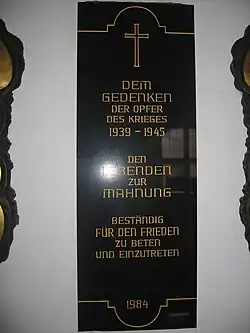 DEM
GEDENKEN
DER OPFER
DES KRIEGES
1939 - 1945
DEN
LEBENDEN
ZUR
MAHNUNG
BESTÄNDIG
FÜR DEN FRIEDEN
ZU BETEN
UND EINZUTRETEN
1984